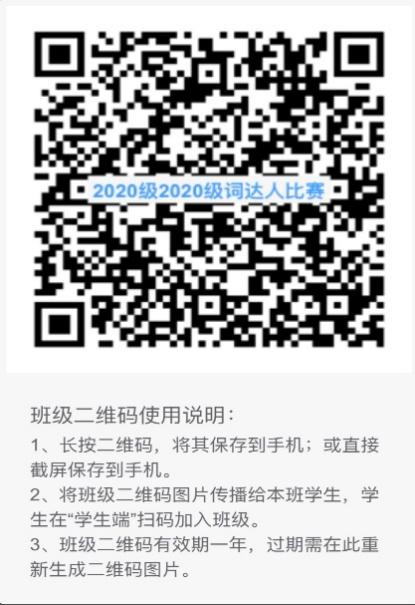 2020级2020级词达人比赛
班级二维码使用说明：
1、长按二维码，将其保存到手机；或直接
截屏保存到手机。
2、将班级二维码图片传播给本班学生，学
生在“学生端”扫码加入班级。
3、班级二维码有效期一年，过期需在此重
新生成二维码图片。